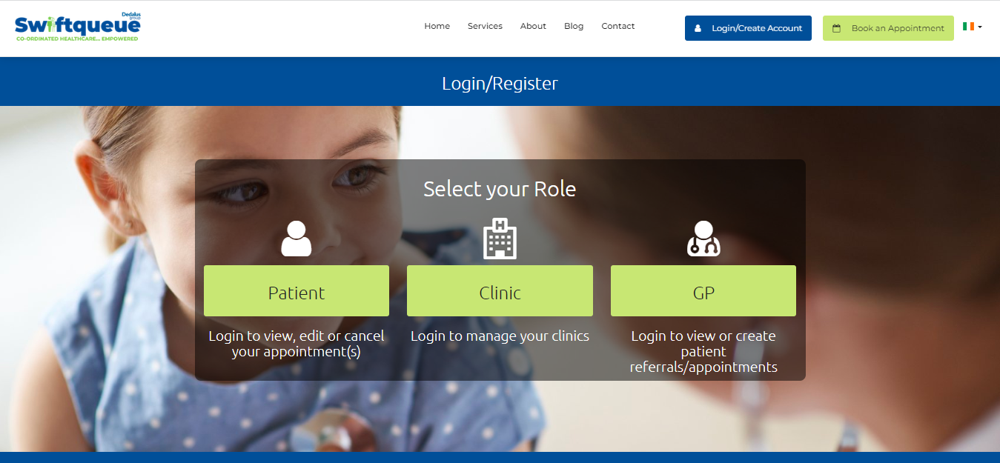 Dedalus
group
Swiftqueue
CO-ORDINATED HEALTHCARE... EMPOWERED
Home Services About Blog Contact
Login/Create Account
Book an Appointment
Login/Register
Select your Role
H
Patient Clinic GP
Login to view, edit or cancel
your appointment(s)
Login to manage your clinics
Login to view or create
patient
referrals/appointments